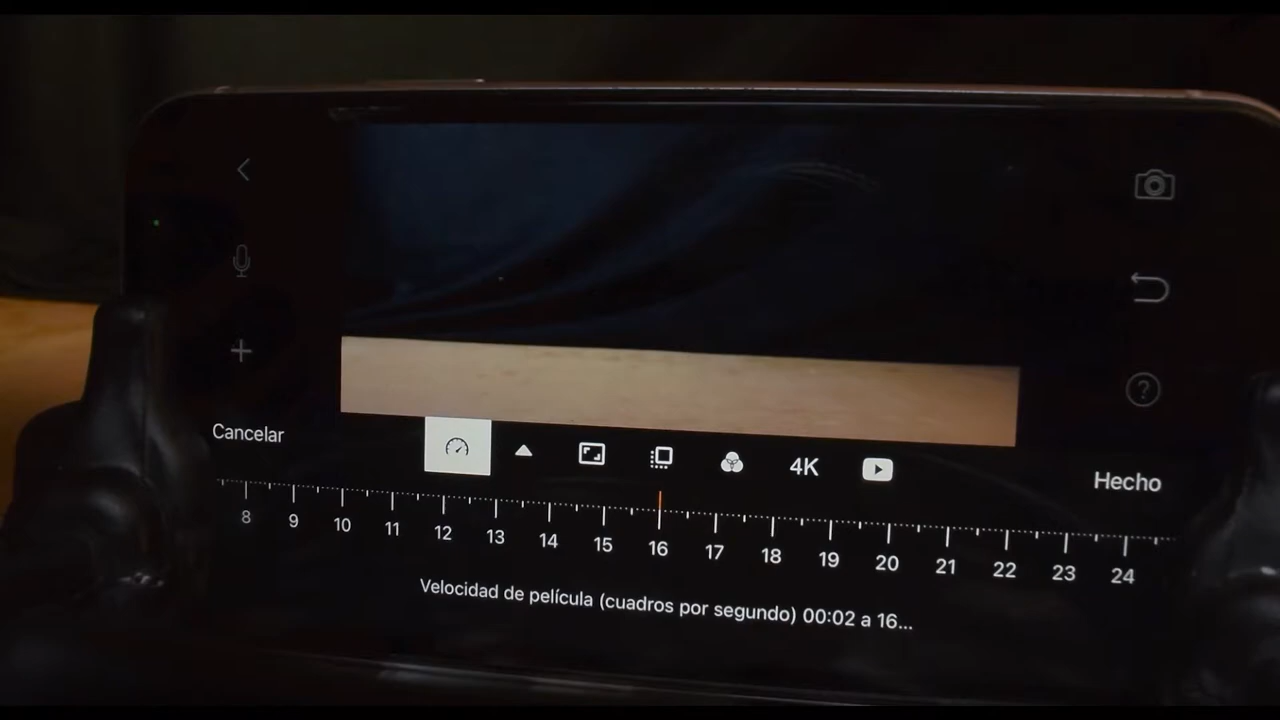 Cancelar
4K
Hecho
8 9 10 11 12 13 14 15 16 17 18 19 20 21 22 23 24
Velocidad de película (cuadros por segundo) 00:02 a 16...